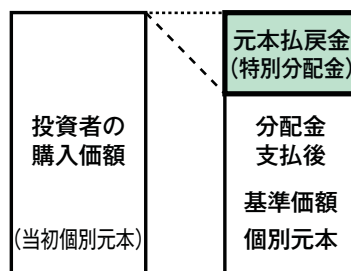 投資者の
購入価額
(当初個別元本)
元本払戻金
(特別分配金)
分配金
支払後
基準価額
個別元本